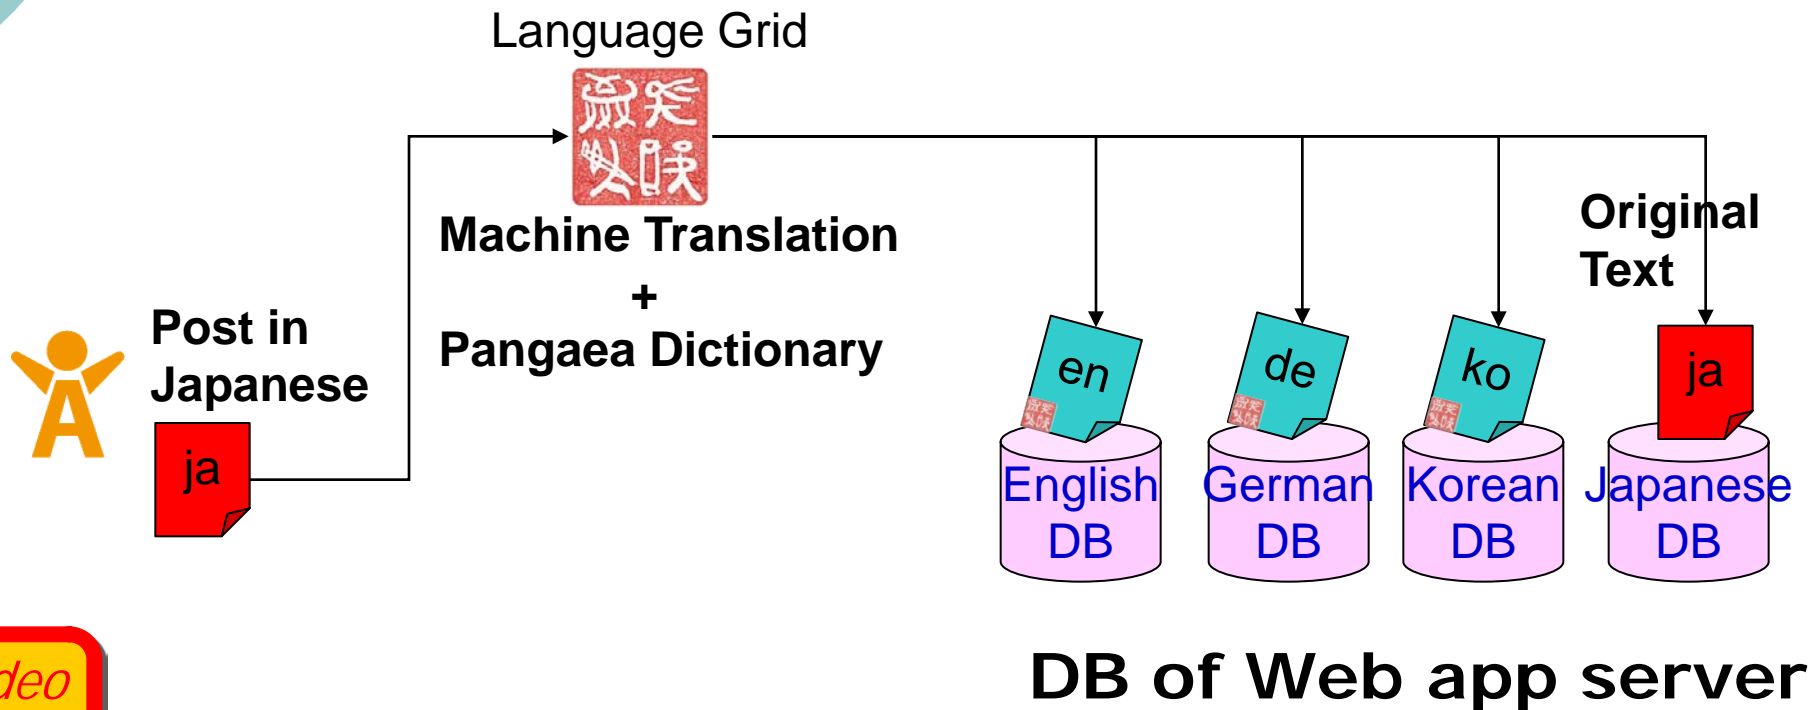 Language Grid
Machine Translation
+
Pangaea Dictionary
Post in
Japanese
ja
Original
Text
en
de
ko
ja
English
DB
German
DB
Korean
DB
Japanese
DB
DB of Web app server
deo